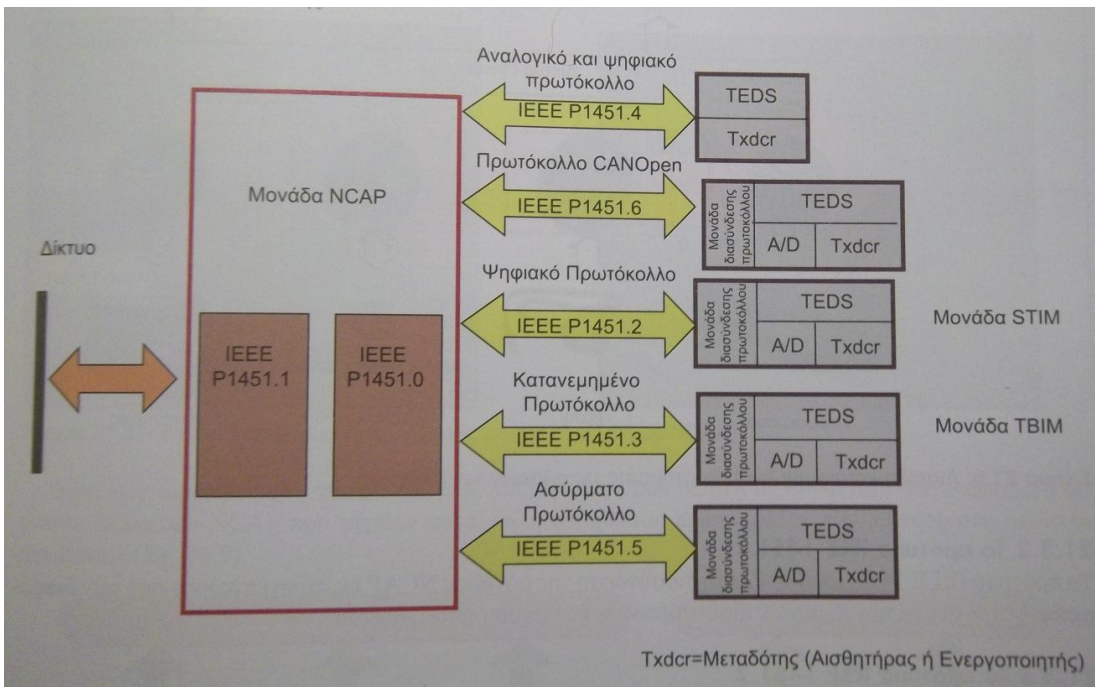 Αναλογικό και ψηφιακό
πρωτόκολλο
IEEE P1451.4
TEDS
Txdcr
Πρωτόκολλο CANOpen
IEEE P1451.6
Μονάδα
διασύνδεσης
πρωτοκόλλου
TEDS
A/D
Txdcr
Μονάδα NCAP
Δίκτυο
Ψηφιακό Πρωτόκολλο
IEEE P1451.2
Μονάδα
διασύνδεσης
πρωτοκόλλου
TEDS
A/D
Txdcr
Μονάδα STIM
IEEE
P1451.1
IEEE
P1451.0
Κατανεμημένο
Πρωτόκολλο
IEEE P1451.3
Μονάδα
διασύνδεσης
πρωτοκόλλου
TEDS
A/D
Txdcr
Μονάδα TBIM
Ασύρματο
Πρωτόκολλο
IEEE P1451.5
Μονάδα
διασύνδεσης
πρωτοκόλλου
TEDS
A/D
Txdcr
Txdcr=Μεταδότης (Αισθητήρας ή Ενεργοποιητής)